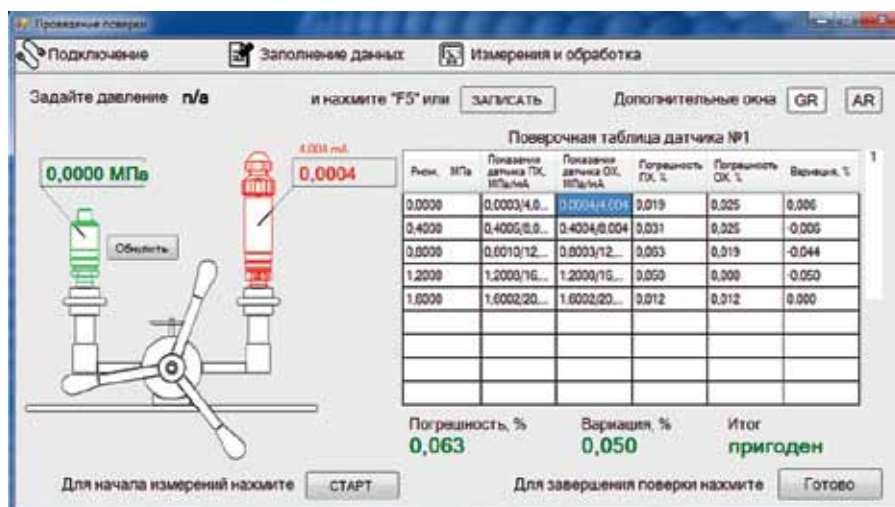 Проведение поверки
Подключение Заполнение данных Измерения и обработка
Задайте давление n/a и нажмите "F5" или ЗАПИСАТЬ Дополнительные окна GR AR
Поверочная таблица датчика №1
4,004 mA
0,0000 МПа 0,0004
Рном, МПа Показания датчика ПХ, МПа/мА Показания датчика ОХ, МПа/мА Погрешность ПХ, % Погрешность ОХ, % Вариация, %
1
0,0000 0,0003/4,0... 0,0004/4,004 0,019 0,025 0,006
0,4000 0,4005/8,0... 0,4004/8,004 0,031 0,025 -0,006
0,8000 0,8010/12,... 0,8003/12,... 0,063 0,019 -0,044
1,2000 1,2008/16,... 1,2000/16,... 0,050 0,000 -0,050
1,6000 1,6002/20,... 1,6002/20,... 0,012 0,012 0,000
Обнулить
Погрешность, % Вариация, % Итог
0,063 0,050 пригоден
Для начала измерений нажмите СТАРТ Для завершения поверки нажмите Готово